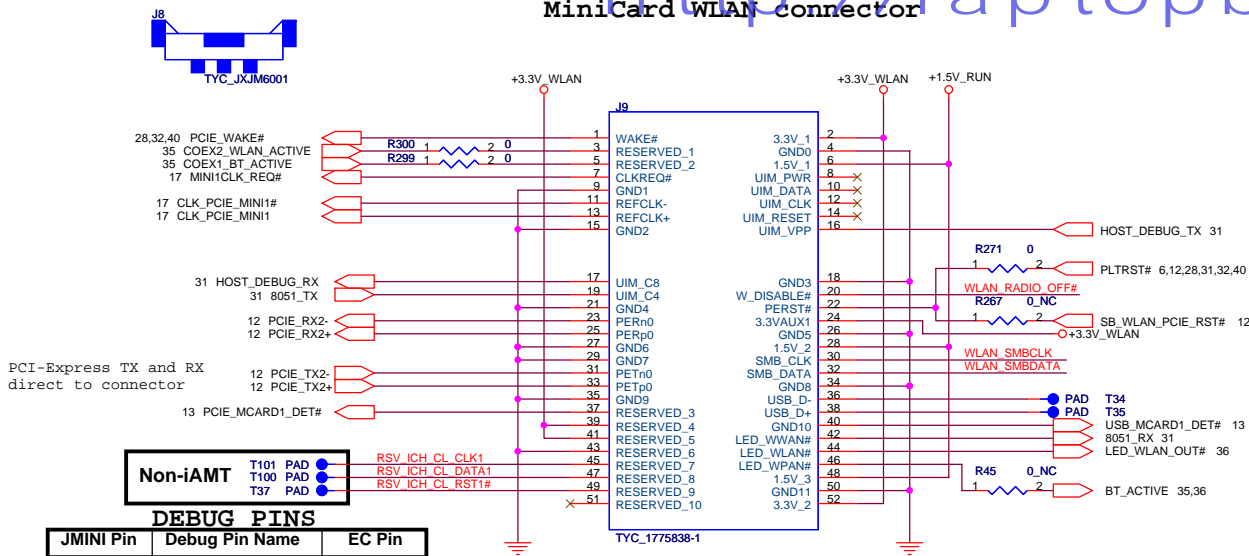 http://laptopb
MiniCard WLAN connector
J8
TYC_JXJM6001
+3.3V_WLAN
+3.3V_WLAN
+1.5V_RUN
J9
28,32,40 PCIE_WAKE# 1 WAKE# 3.3V_1 2
35 COEX2_WLAN_ACTIVE R300 1 2 0 3 RESERVED_1 GND0 4
35 COEX1_BT_ACTIVE R299 1 2 0 5 RESERVED_2 1.5V_1 6
17 MINI1CLK_REQ# 7 CLKREQ# UIM_PWR 8
9 GND1 UIM_DATA 10
17 CLK_PCIE_MINI1# 11 REFCLK- UIM_CLK 12
17 CLK_PCIE_MINI1 13 REFCLK+ UIM_RESET 14
15 GND2 UIM_VPP 16 HOST_DEBUG_TX 31
R271 0
1 2 PLTRST# 6,12,28,31,32,40
31 HOST_DEBUG_RX 17 UIM_C8 GND3 18
31 8051_TX 19 UIM_C4 W_DISABLE# 20 WLAN_RADIO_OFF#
21 GND4 PERST# 22 R267 0_NC
12 PCIE_RX2- 23 PERn0 3.3VAUX1 24 1 2 SB_WLAN_PCIE_RST# 12
12 PCIE_RX2+ 25 PERp0 GND5 26 +3.3V_WLAN
27 GND6 1.5V_2 28
29 GND7 SMB_CLK 30 WLAN_SMBCLK
PCI-Express TX and RX
direct to connector
12 PCIE_TX2- 31 PETn0 SMB_DATA 32 WLAN_SMBDATA
12 PCIE_TX2+ 33 PETp0 GND8 34
35 GND9 USB_D- 36 PAD T34
13 PCIE_MCARD1_DET# 37 RESERVED_3 USB_D+ 38 PAD T35
39 RESERVED_4 GND10 40 USB_MCARD1_DET# 13
41 RESERVED_5 LED_WWAN# 42 8051_RX 31
43 RESERVED_6 LED_WLAN# 44 LED_WLAN_OUT# 36
Non-iAMT
T101 PAD RSV_ICH_CL_CLK1 45 RESERVED_7 LED_WPAN# 46
T100 PAD RSV_ICH_CL_DATA1 47 RESERVED_8 1.5V_3 48 R45 0_NC
T37 PAD RSV_ICH_CL_RST1# 49 RESERVED_9 GND11 50 1 2 BT_ACTIVE 35,36
51 RESERVED_10 3.3V_2 52
TYC_1775838-1
DEBUG PINS
JMINI Pin Debug Pin Name EC Pin